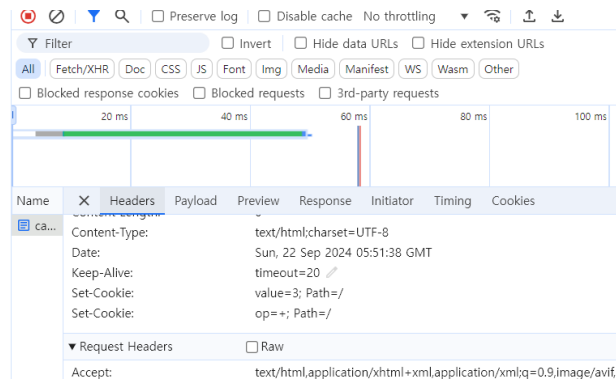 Preserve log Disable cache No throttling
Filter Invert Hide data URLs Hide extension URLs
All Fetch/XHR Doc CSS JS Font Img Media Manifest WS Wasm Other
Blocked response cookies Blocked requests 3rd-party requests
20 ms 40 ms 60 ms 80 ms 100 ms
Name Headers Payload Preview Response Initiator Timing Cookies
ca...
Content-Type: text/html;charset=UTF-8
Date: Sun, 22 Sep 2024 05:51:38 GMT
Keep-Alive: timeout=20
Set-Cookie: value=3; Path=/
Set-Cookie: op=+; Path=/
Request Headers Raw
Accept: text/html,application/xhtml+xml,application/xml;q=0.9,image/avif,